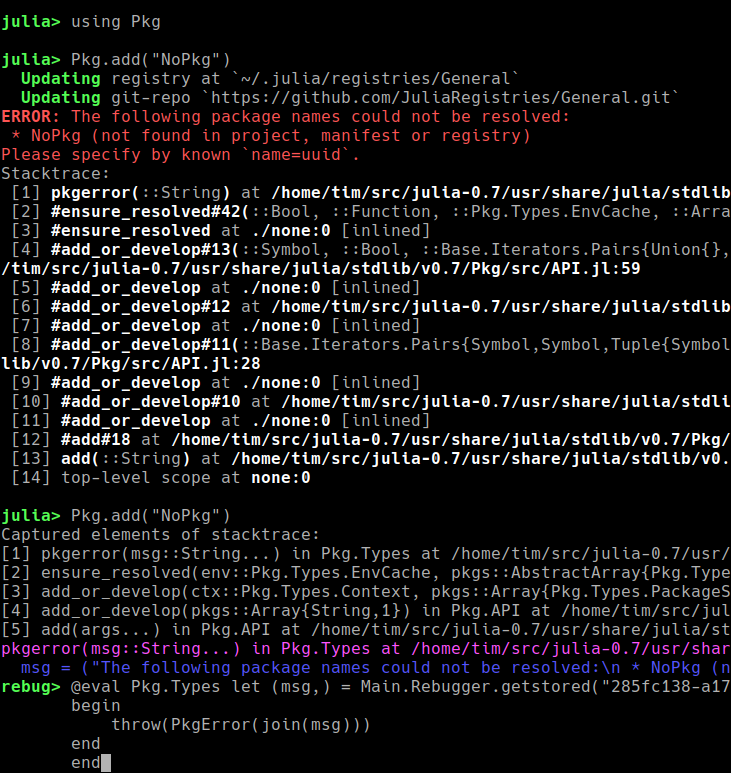 julia> using Pkg
julia> Pkg.add("NoPkg")
  Updating registry at `~/.julia/registries/General`
  Updating git-repo `https://github.com/JuliaRegistries/General.git`
ERROR: The following package names could not be resolved:
 * NoPkg (not found in project, manifest or registry)
Please specify by known `name=uuid`.
Stacktrace:
 [1] pkgerror(::String) at /home/tim/src/julia-0.7/usr/share/julia/stdlib
 [2] #ensure_resolved#42(::Bool, ::Function, ::Pkg.Types.EnvCache, ::Arra
 [3] #ensure_resolved at ./none:0 [inlined]
 [4] #add_or_develop#13(::Symbol, ::Bool, ::Base.Iterators.Pairs{Union{},
/tim/src/julia-0.7/usr/share/julia/stdlib/v0.7/Pkg/src/API.jl:59
 [5] #add_or_develop at ./none:0 [inlined]
 [6] #add_or_develop#12 at /home/tim/src/julia-0.7/usr/share/julia/stdlib
 [7] #add_or_develop at ./none:0 [inlined]
 [8] #add_or_develop#11(::Base.Iterators.Pairs{Symbol,Symbol,Tuple{Symbol
lib/v0.7/Pkg/src/API.jl:28
 [9] #add_or_develop at ./none:0 [inlined]
 [10] #add_or_develop#10 at /home/tim/src/julia-0.7/usr/share/julia/stdli
 [11] #add_or_develop at ./none:0 [inlined]
 [12] #add#18 at /home/tim/src/julia-0.7/usr/share/julia/stdlib/v0.7/Pkg/
 [13] add(::String) at /home/tim/src/julia-0.7/usr/share/julia/stdlib/v0.
 [14] top-level scope at none:0
julia> Pkg.add("NoPkg")
Captured elements of stacktrace:
[1] pkgerror(msg::String...) in Pkg.Types at /home/tim/src/julia-0.7/usr/
[2] ensure_resolved(env::Pkg.Types.EnvCache, pkgs::AbstractArray{Pkg.Type
[3] add_or_develop(ctx::Pkg.Types.Context, pkgs::Array{Pkg.Types.PackageS
[4] add_or_develop(pkgs::Array{String,1}) in Pkg.API at /home/tim/src/jul
[5] add(args...) in Pkg.API at /home/tim/src/julia-0.7/usr/share/julia/st
pkgerror(msg::String...) in Pkg.Types at /home/tim/src/julia-0.7/usr/shar
  msg = ("The following package names could not be resolved:\n * NoPkg (n
rebug> @eval Pkg.Types let (msg,) = Main.Rebugger.getstored("285fc138-a17
       begin
           throw(PkgError(join(msg)))
       end
       end